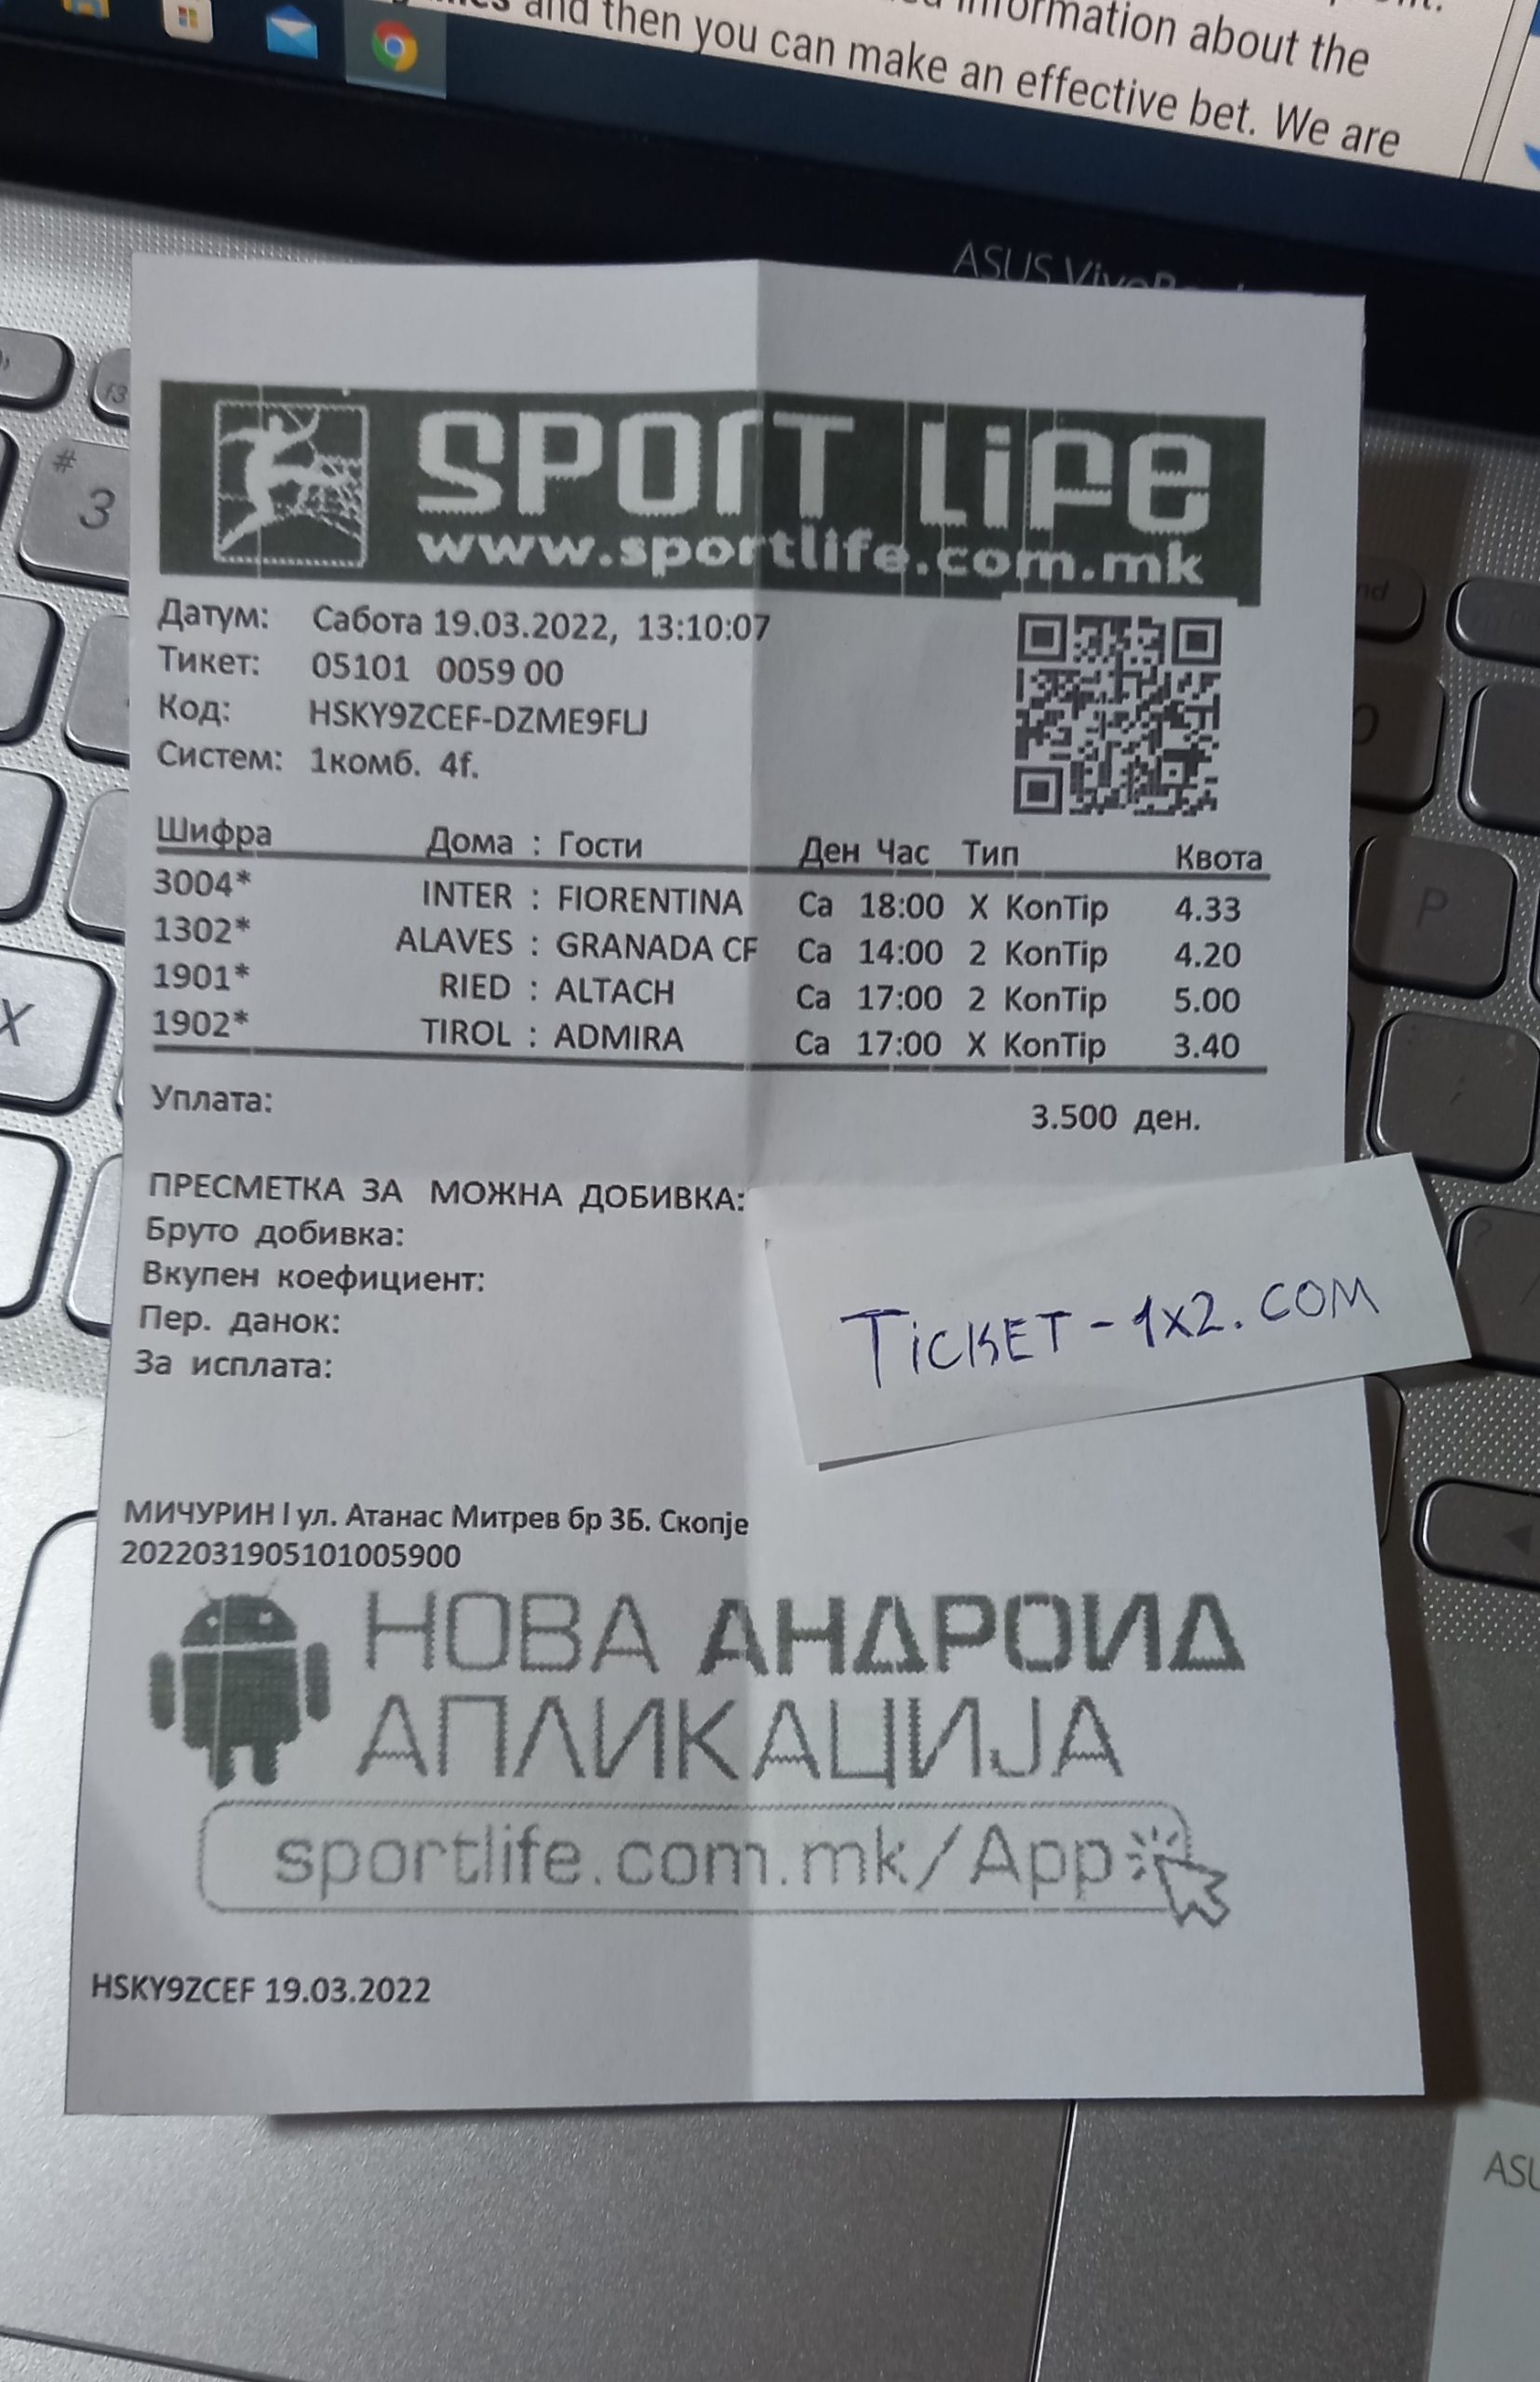 information about the
and then you can make an effective bet. We are
ASUS
# 3
f3
SPORT LIFE
www.sportlife.com.mk
Датум: Сабота 19.03.2022, 13:10:07
Тикет: 05101 0059 00
Код: HSKY9ZCEF-DZME9FLJ
Систем: 1комб. 4f.
Шифра Дома : Гости Ден Час Тип Квота
3004* INTER : FIORENTINA Са 18:00 X KonTip 4.33
1302* ALAVES : GRANADA CF Са 14:00 2 KonTip 4.20
1901* RIED : ALTACH Са 17:00 2 KonTip 5.00
1902* TIROL : ADMIRA Са 17:00 X KonTip 3.40
Уплата: 3.500 ден.
ПРЕСМЕТКА ЗА МОЖНА ДОБИВКА:
Бруто добивка:
Вкупен коефициент:
Пер. данок:
За исплата:
TiCKET-1x2.COM
МИЧУРИН I ул. Атанас Митрев бр 3Б. Скопје
2022031905101005900
НОВА АНДРОИД
АПЛИКАЦИЈА
sportlife.com.mk/App
HSKY9ZCEF 19.03.2022
X
P